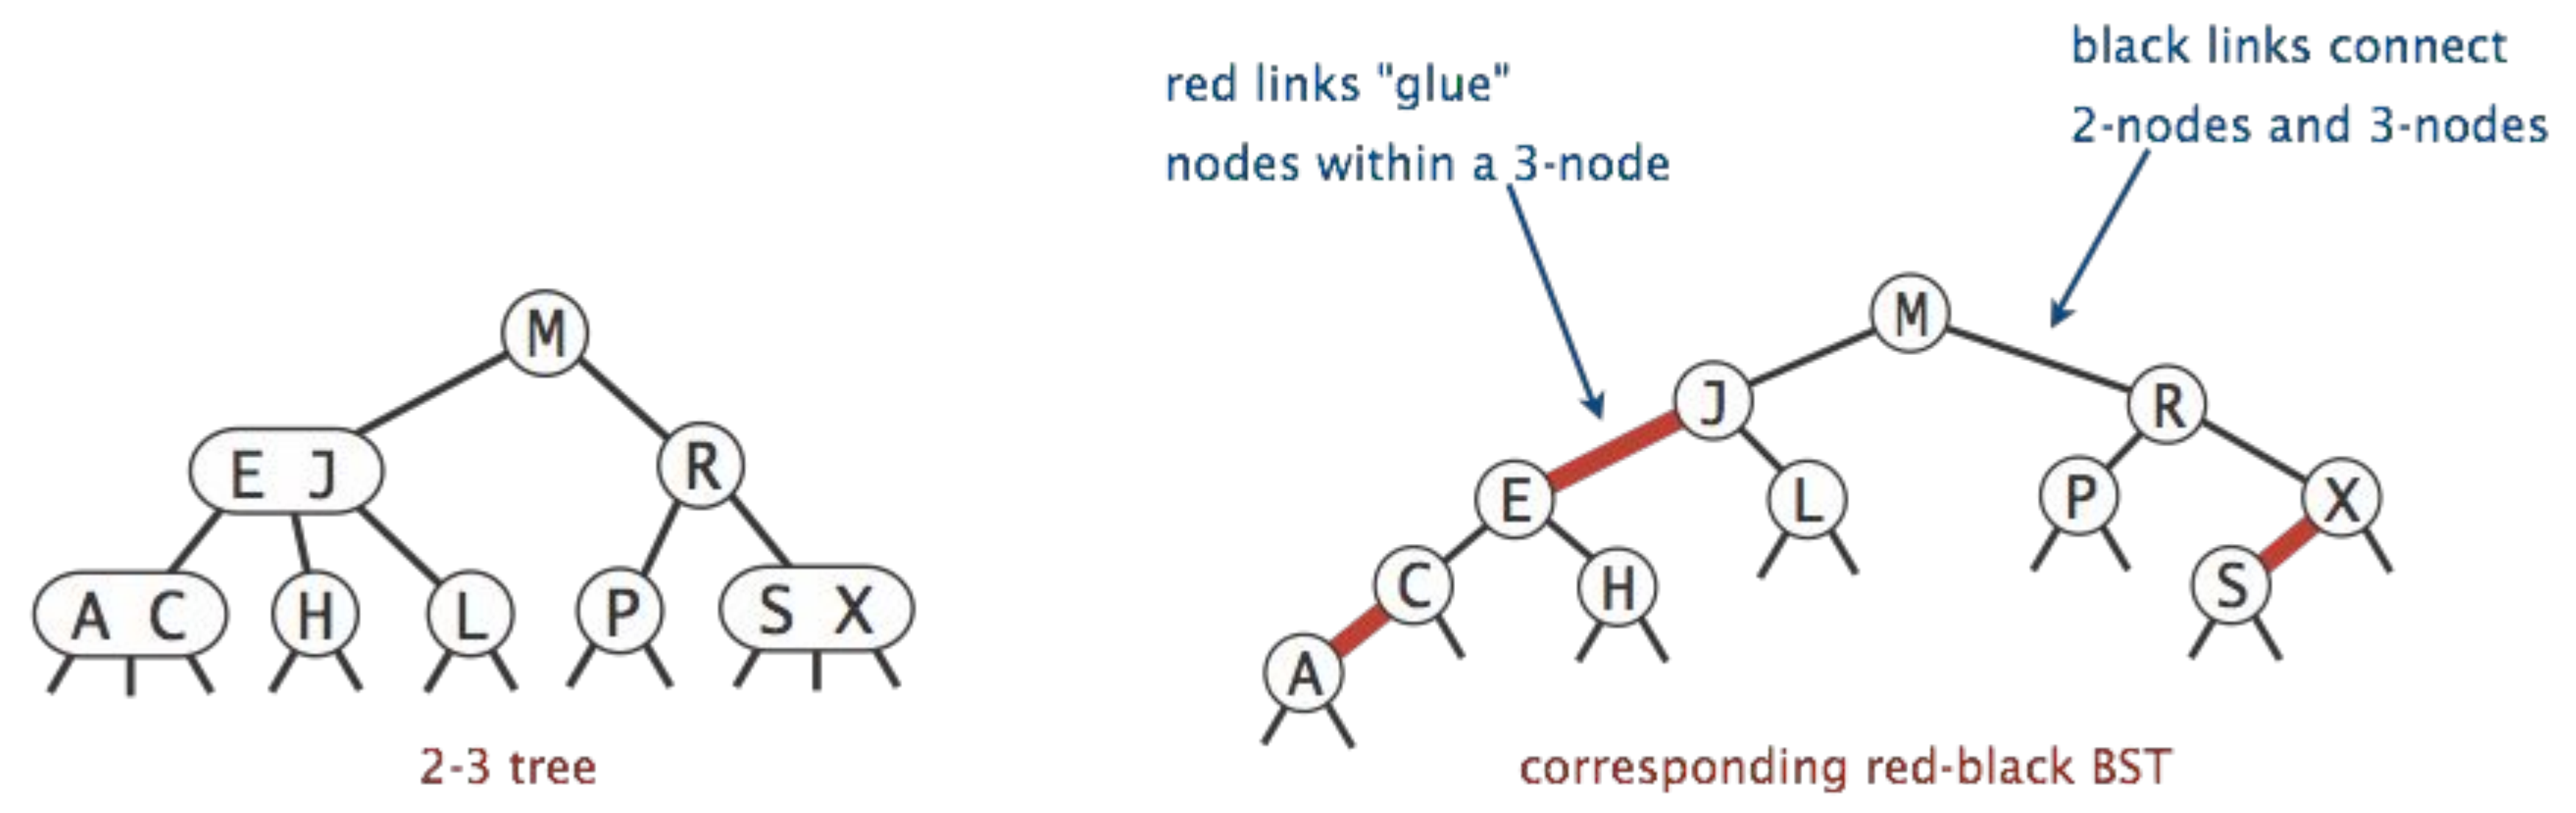 red links "glue"
nodes within a 3-node
black links connect
2-nodes and 3-nodes
M
E J
R
A C
H
L
P
S X
2-3 tree
M
J
R
E
L
P
X
C
H
S
A
corresponding red-black BST